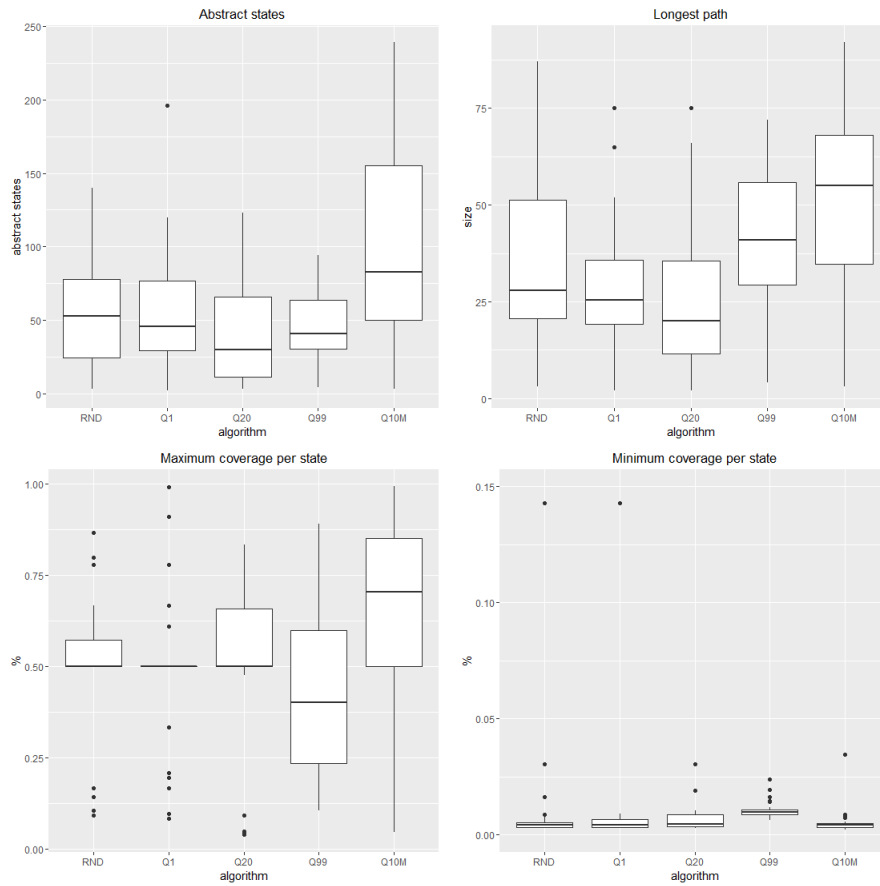 Abstract states
250
200
150
100
50
0
abstract states
RND Q1 Q20 Q99 Q10M
algorithm
Longest path
75
50
25
0
size
RND Q1 Q20 Q99 Q10M
algorithm
Maximum coverage per state
1.00
0.75
0.50
0.25
0.00
%
RND Q1 Q20 Q99 Q10M
algorithm
Minimum coverage per state
0.15
0.10
0.05
0.00
%
RND Q1 Q20 Q99 Q10M
algorithm